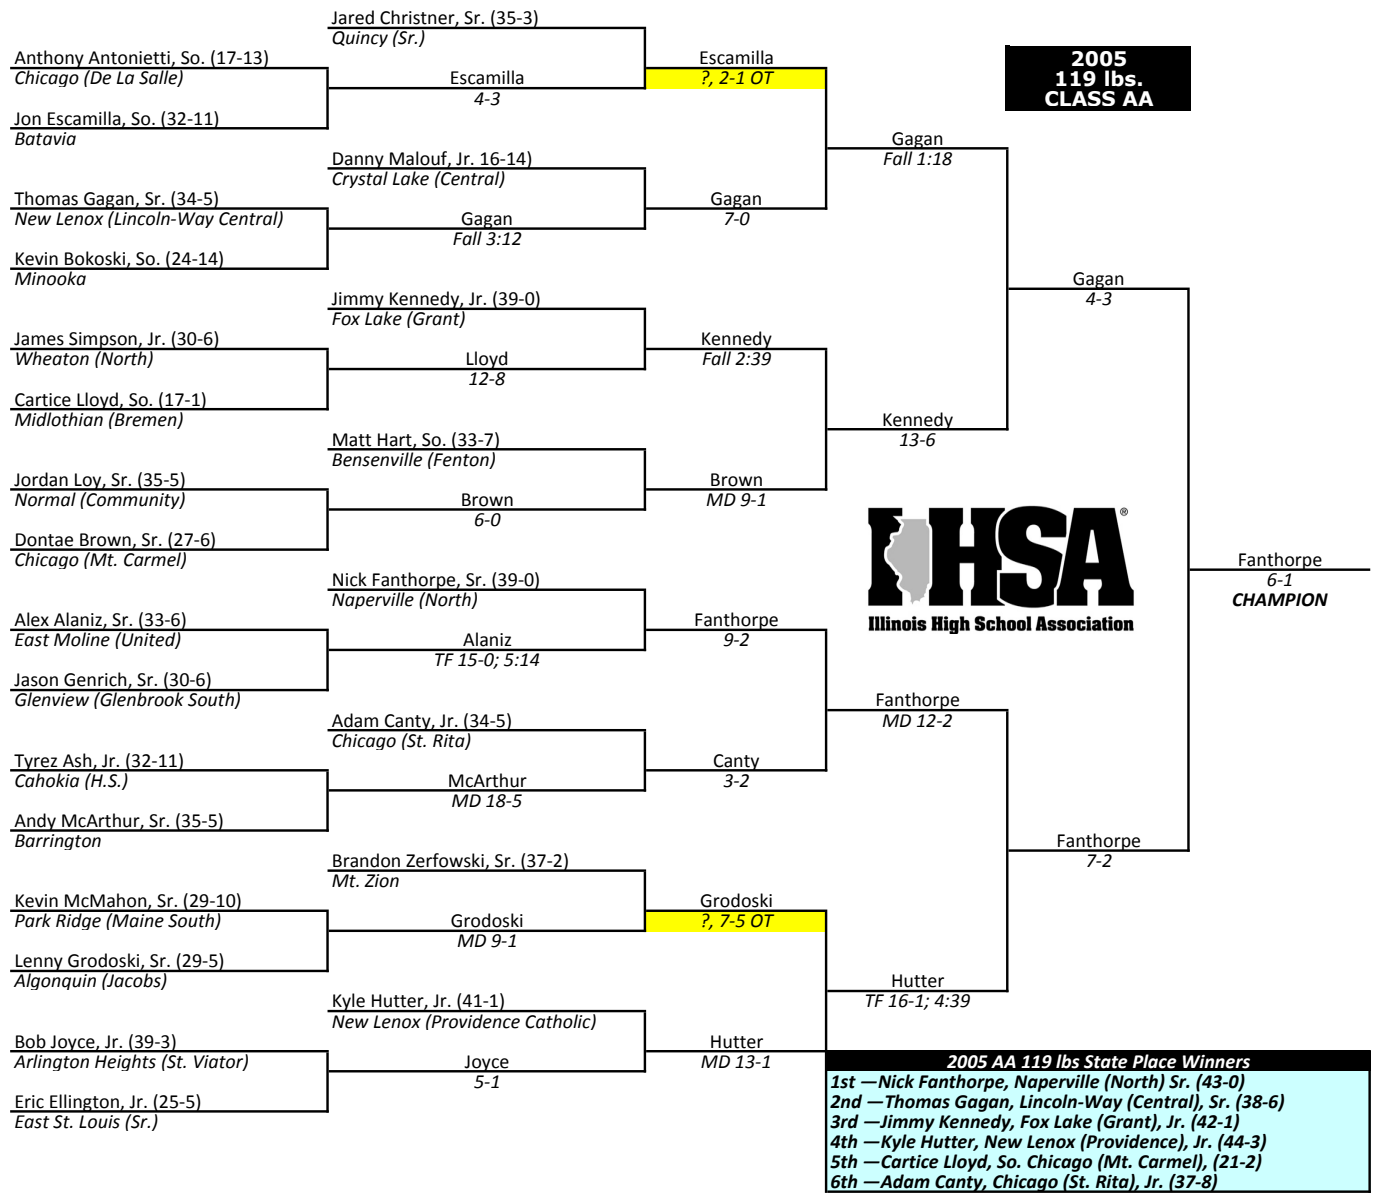 Jared Christner, Sr. (35-3)
Quincy (Sr.)
Anthony Antonietti, So. (17-13)
Chicago (De La Salle)
Escamilla
4-3
Jon Escamilla, So. (32-11)
Batavia
Escamilla
?, 2-1 OT
2005
119 lbs.
CLASS AA
Danny Malouf, Jr. 16-14)
Crystal Lake (Central)
Thomas Gagan, Sr. (34-5)
New Lenox (Lincoln-Way Central)
Gagan
Fall 3:12
Kevin Bokoski, So. (24-14)
Minooka
Gagan
7-0
Gagan
Fall 1:18
Jimmy Kennedy, Jr. (39-0)
Fox Lake (Grant)
James Simpson, Jr. (30-6)
Wheaton (North)
Lloyd
12-8
Cartice Lloyd, So. (17-1)
Midlothian (Bremen)
Kennedy
Fall 2:39
Matt Hart, So. (33-7)
Bensenville (Fenton)
Jordan Loy, Sr. (35-5)
Normal (Community)
Brown
6-0
Dontae Brown, Sr. (27-6)
Chicago (Mt. Carmel)
Brown
MD 9-1
Kennedy
13-6
Gagan
4-3
IHSA®
Illinois High School Association
Fanthorpe
6-1
CHAMPION
Nick Fanthorpe, Sr. (39-0)
Naperville (North)
Alex Alaniz, Sr. (33-6)
East Moline (United)
Alaniz
TF 15-0; 5:14
Jason Genrich, Sr. (30-6)
Glenview (Glenbrook South)
Fanthorpe
9-2
Adam Canty, Jr. (34-5)
Chicago (St. Rita)
Tyrez Ash, Jr. (32-11)
Cahokia (H.S.)
McArthur
MD 18-5
Andy McArthur, Sr. (35-5)
Barrington
Canty
3-2
Fanthorpe
MD 12-2
Brandon Zerfowski, Sr. (37-2)
Mt. Zion
Kevin McMahon, Sr. (29-10)
Park Ridge (Maine South)
Grodoski
MD 9-1
Lenny Grodoski, Sr. (29-5)
Algonquin (Jacobs)
Grodoski
?, 7-5 OT
Kyle Hutter, Jr. (41-1)
New Lenox (Providence Catholic)
Bob Joyce, Jr. (39-3)
Arlington Heights (St. Viator)
Joyce
5-1
Eric Ellington, Jr. (25-5)
East St. Louis (Sr.)
Hutter
MD 13-1
Hutter
TF 16-1; 4:39
Fanthorpe
7-2
2005 AA 119 lbs State Place Winners
1st —Nick Fanthorpe, Naperville (North) Sr. (43-0)
2nd —Thomas Gagan, Lincoln-Way (Central), Sr. (38-6)
3rd —Jimmy Kennedy, Fox Lake (Grant), Jr. (42-1)
4th —Kyle Hutter, New Lenox (Providence), Jr. (44-3)
5th —Cartice Lloyd, So. Chicago (Mt. Carmel), (21-2)
6th —Adam Canty, Chicago (St. Rita), Jr. (37-8)